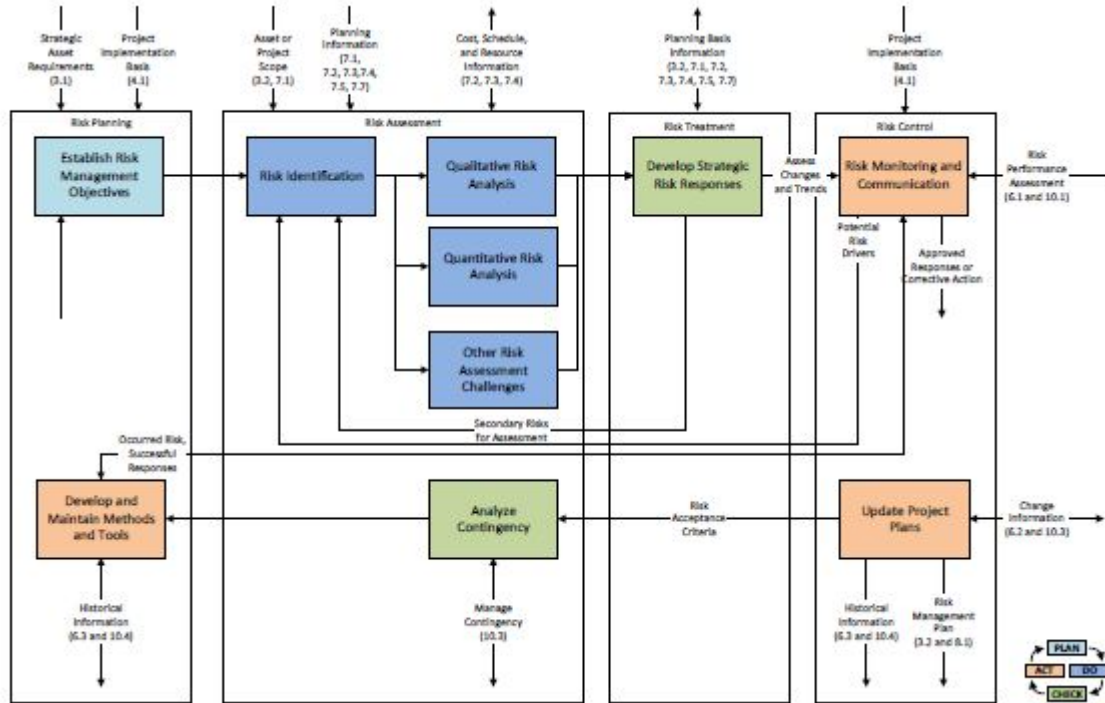 Strategic
Asset
Requirements
(3.1)
Project
Implementation
Basis
(4.1)
Asset or
Project
Scope
(3.2, 7.1)
Planning
Information
(7.1,
7.2, 7.3,7.4,
7.5, 7.7)
Cost, Schedule,
and Resource
Information
(7.2, 7.3, 7.4)
Planning Basis
Information
(3.2, 7.1, 7.2,
7.3, 7.4, 7.5, 7.7)
Project
Implementation
Basis
(4.1)
Risk Planning
Risk Assessment
Risk Treatment
Risk Control
Establish Risk
Management
Objectives
Risk Identification
Qualitative Risk
Analysis
Develop Strategic
Risk Responses
Assess
Changes
and Trends
Risk Monitoring and
Communication
Risk
Performance
Assessment
(6.1 and 10.1)
Quantitative Risk
Analysis
Potential
Risk
Drivers
Approved
Responses or
Corrective Action
Other Risk
Assessment
Challenges
Secondary Risks
for Assessment
Occurred Risk,
Successful
Responses
Develop and
Maintain Methods
and Tools
Analyze
Contingency
Risk
Acceptance
Criteria
Update Project
Plans
Change
Information
(6.2 and 10.3)
Historical
Information
(6.3 and 10.4)
Manage
Contingency
(10.3)
Historical
Information
(6.3 and 10.4)
Risk
Management
Plan
(3.2 and 8.1)
PLAN
ACT
DO
CHECK